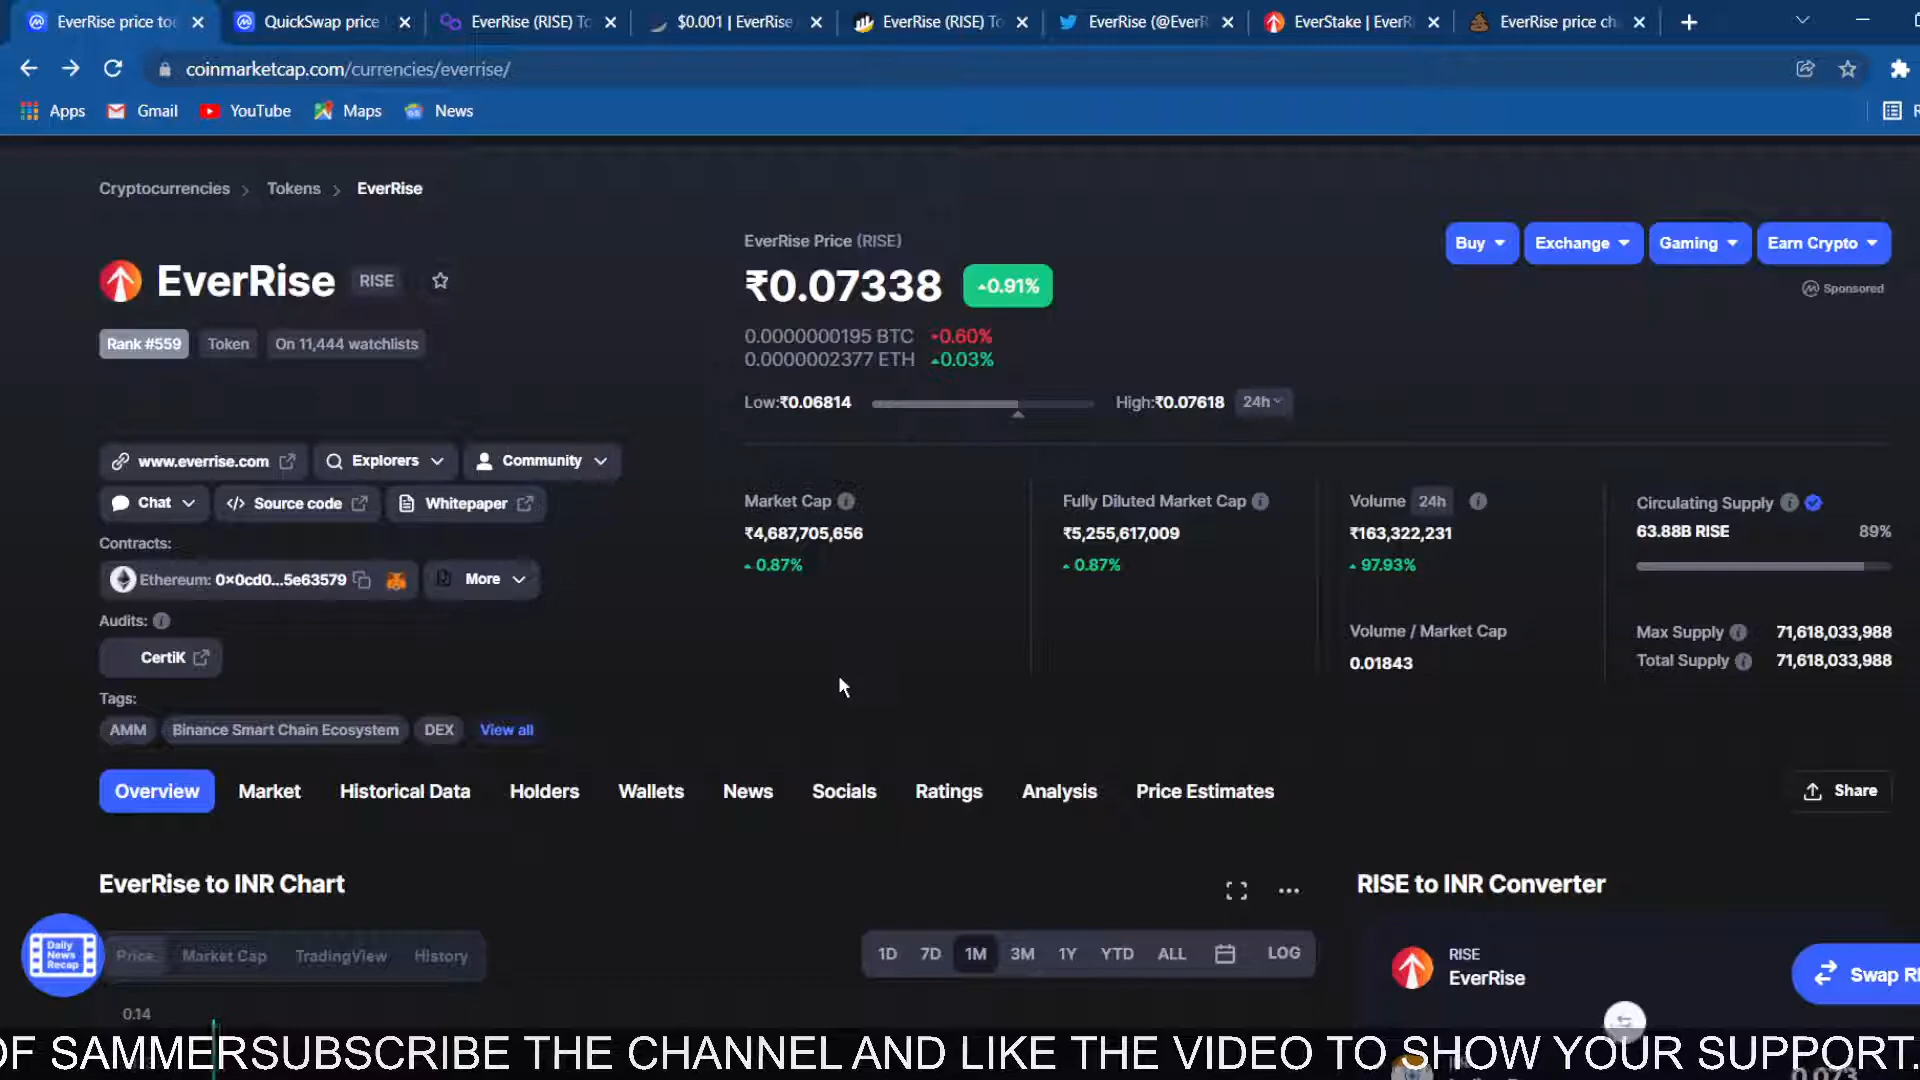 EverRise price tod
QuickSwap price
EverRise (RISE) To
$0.001 | EverRise
EverRise (RISE) To
EverRise (@EverR
EverStake | EverRi
EverRise price cha
coinmarketcap.com/currencies/everrise/
Apps
Gmail
YouTube
Maps
News
Cryptocurrencies
Tokens
EverRise
EverRise
RISE
Rank #559
Token
On 11,444 watchlists
EverRise Price (RISE)
₹0.07338
0.91%
0.0000000195 BTC
0.60%
0.0000002377 ETH
0.03%
Low:₹0.06814
High:₹0.07618
24h
Buy
Exchange
Gaming
Earn Crypto
Sponsored
www.everrise.com
Explorers
Community
Chat
Source code
Whitepaper
Contracts:
Ethereum: 0x0cd0...5e63579
More
Audits:
CertiK
Tags:
AMM
Binance Smart Chain Ecosystem
DEX
View all
Market Cap
₹4,687,705,656
0.87%
Fully Diluted Market Cap
₹5,255,617,009
0.87%
Volume
24h
₹163,322,231
97.93%
Volume / Market Cap
0.01843
Circulating Supply
63.88B RISE
89%
Max Supply
71,618,033,988
Total Supply
71,618,033,988
Overview
Market
Historical Data
Holders
Wallets
News
Socials
Ratings
Analysis
Price Estimates
Share
EverRise to INR Chart
RISE to INR Converter
Daily
News
Recap
Price
Market Cap
TradingView
History
1D
7D
1M
3M
1Y
YTD
ALL
LOG
RISE
EverRise
Swap RI
0.14
OF SAMMERSUBSCRIBE THE CHANNEL AND LIKE THE VIDEO TO SHOW YOUR SUPPORT.